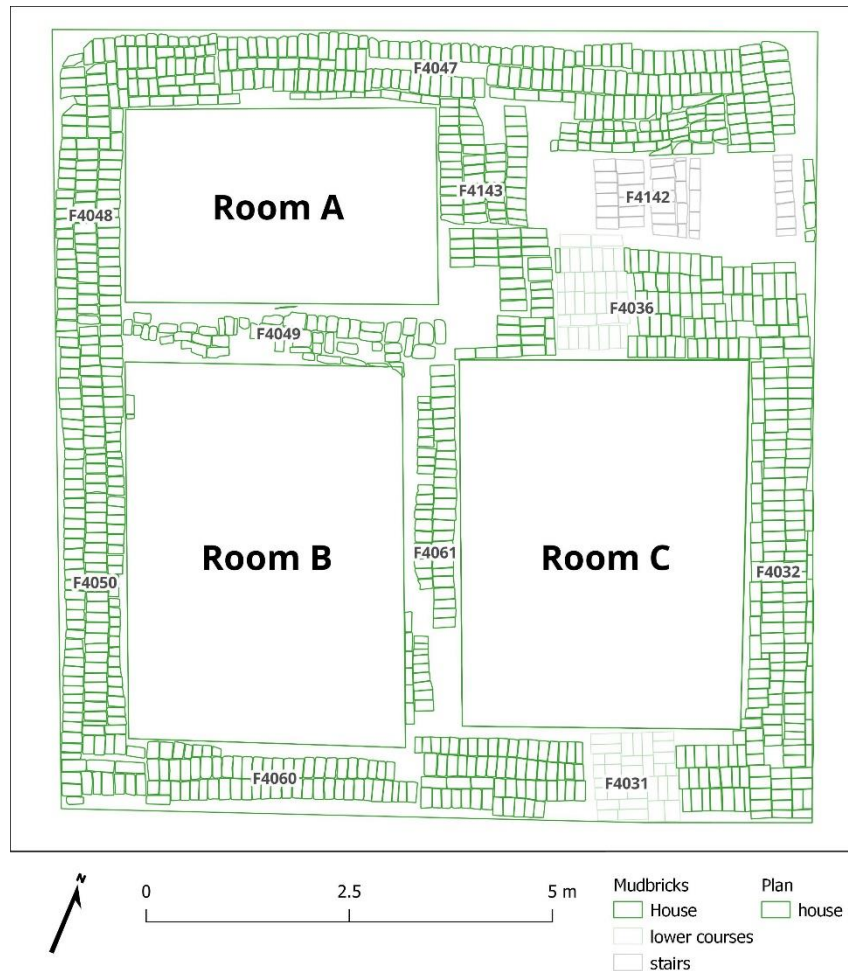 F4047
F4143
F4142
Room A
F4048
F4036
F4049
Room B
Room C
F4061
F4050
F4032
F4060
F4031
N
0
2.5
5 m
Mudbricks
House
lower courses
stairs
Plan
house